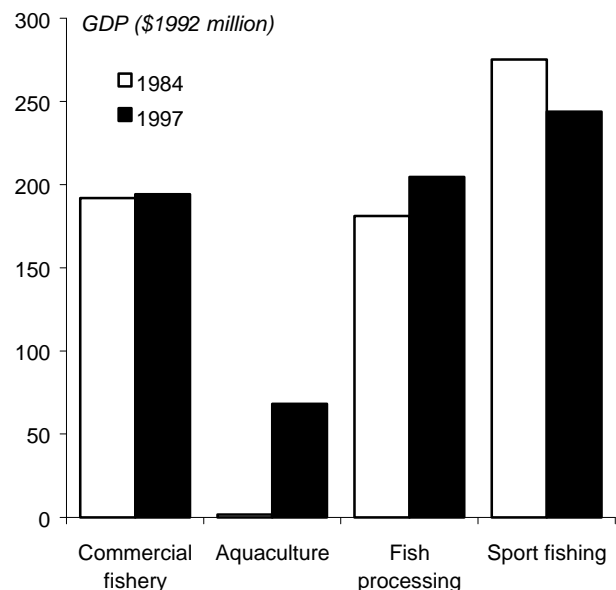 300
GDP ($1992 million)
1984
1997
250
200
150
100
50
0
Commercial fishery
Aquaculture
Fish processing
Sport fishing